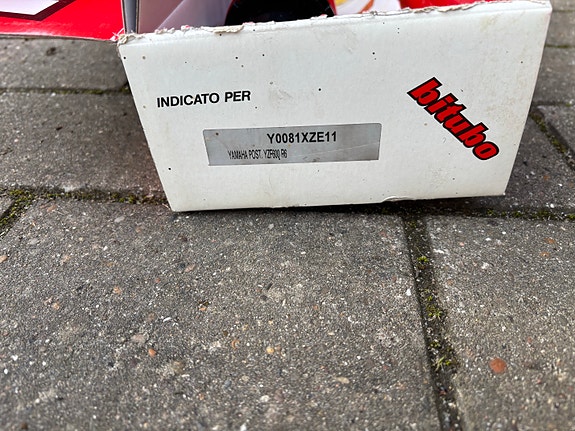 INDICATO PER
bitubo
Y0081XZE11
YAMAHA POST. YZF600 R6